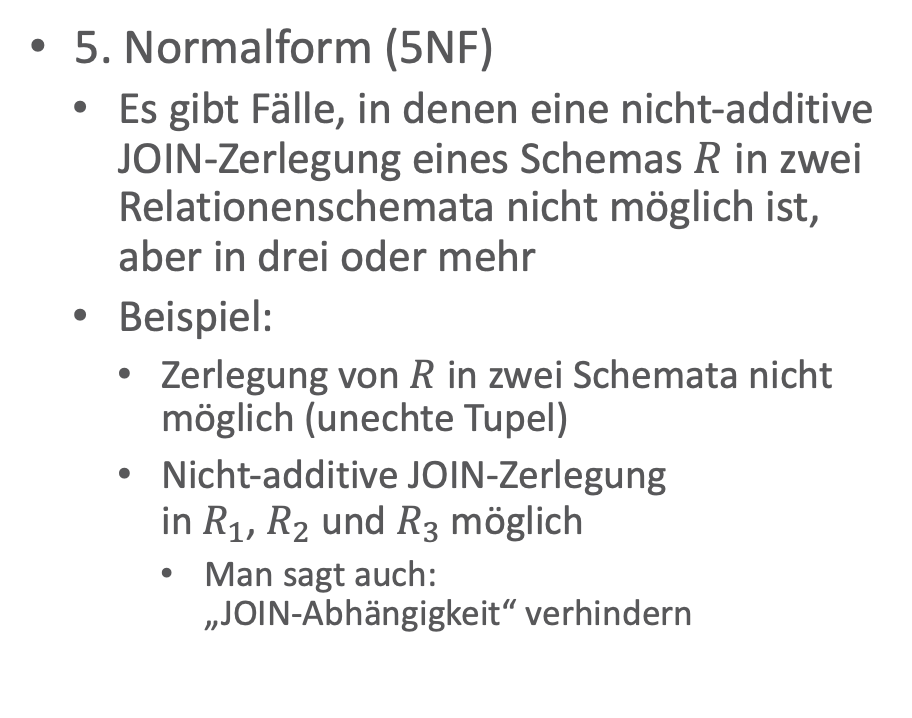 • 5. Normalform (5NF)
• Es gibt Fälle, in denen eine nicht-additive
JOIN-Zerlegung eines Schemas R in zwei
Relationenschemata nicht möglich ist,
aber in drei oder mehr
• Beispiel:
• Zerlegung von R in zwei Schemata nicht
möglich (unechte Tupel)
• Nicht-additive JOIN-Zerlegung
in R₁, R₂ und R₃ möglich
• Man sagt auch:
„JOIN-Abhängigkeit“ verhindern